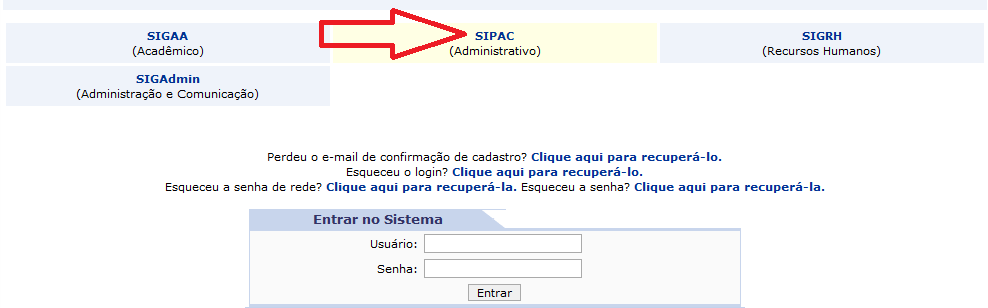 SIGAA
(Acadêmico)
SIPAC
(Administrativo)
SIGRH
(Recursos Humanos)
SIGAdmin
(Administração e Comunicação)
Perdeu o e-mail de confirmação de cadastro? Clique aqui para recuperá-lo.
Esqueceu o login? Clique aqui para recuperá-lo.
Esqueceu a senha de rede? Clique aqui para recuperá-la. Esqueceu a senha? Clique aqui para recuperá-la.
Entrar no Sistema
Usuário:
Senha:
Entrar